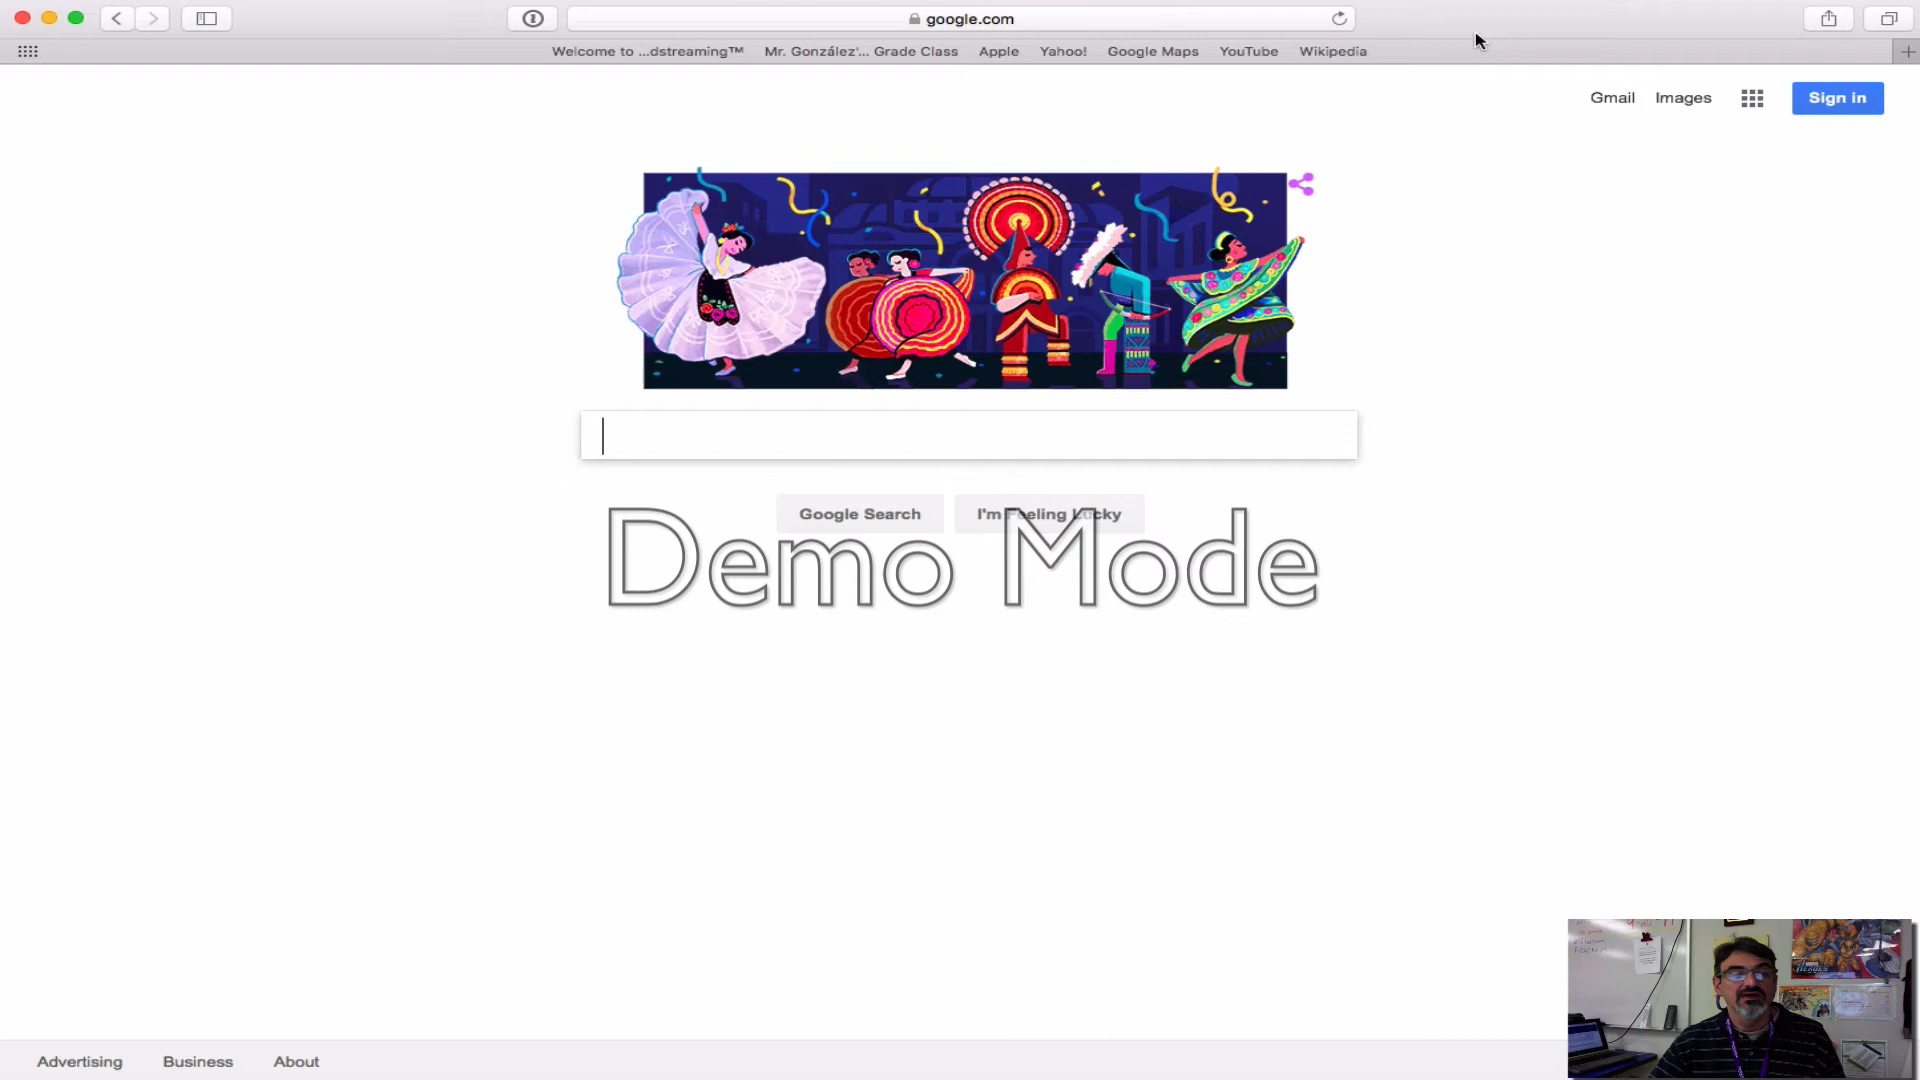 google.com
Welcome to ...dstreaming™ Mr. González'... Grade Class Apple Yahoo! Google Maps YouTube Wikipedia
Gmail Images Sign in
Google Search I'm Feeling Lucky
Demo Mode
Advertising Business About